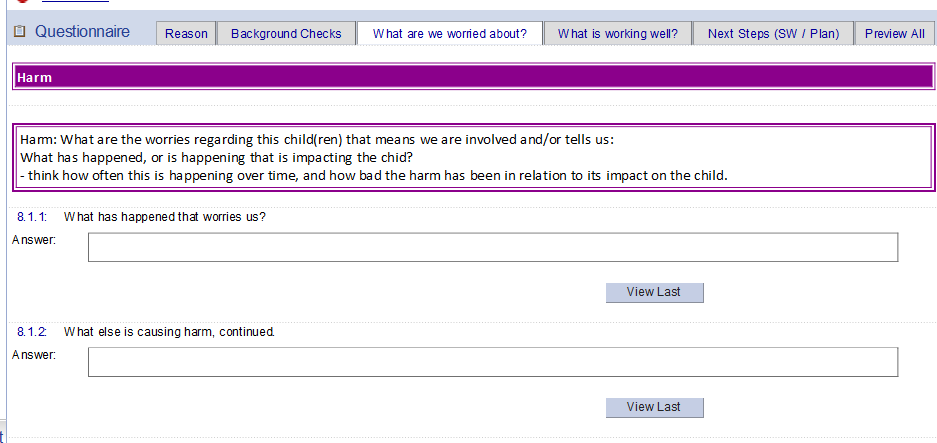 Questionnaire
Reason
Background Checks
What are we worried about?
What is working well?
Next Steps (SW / Plan)
Preview All
Harm
Harm: What are the worries regarding this child(ren) that means we are involved and/or tells us:
What has happened, or is happening that is impacting the chid?
- think how often this is happening over time, and how bad the harm has been in relation to its impact on the child.
8.1.1: What has happened that worries us?
Answer:
View Last
8.1.2: What else is causing harm, continued.
Answer:
View Last